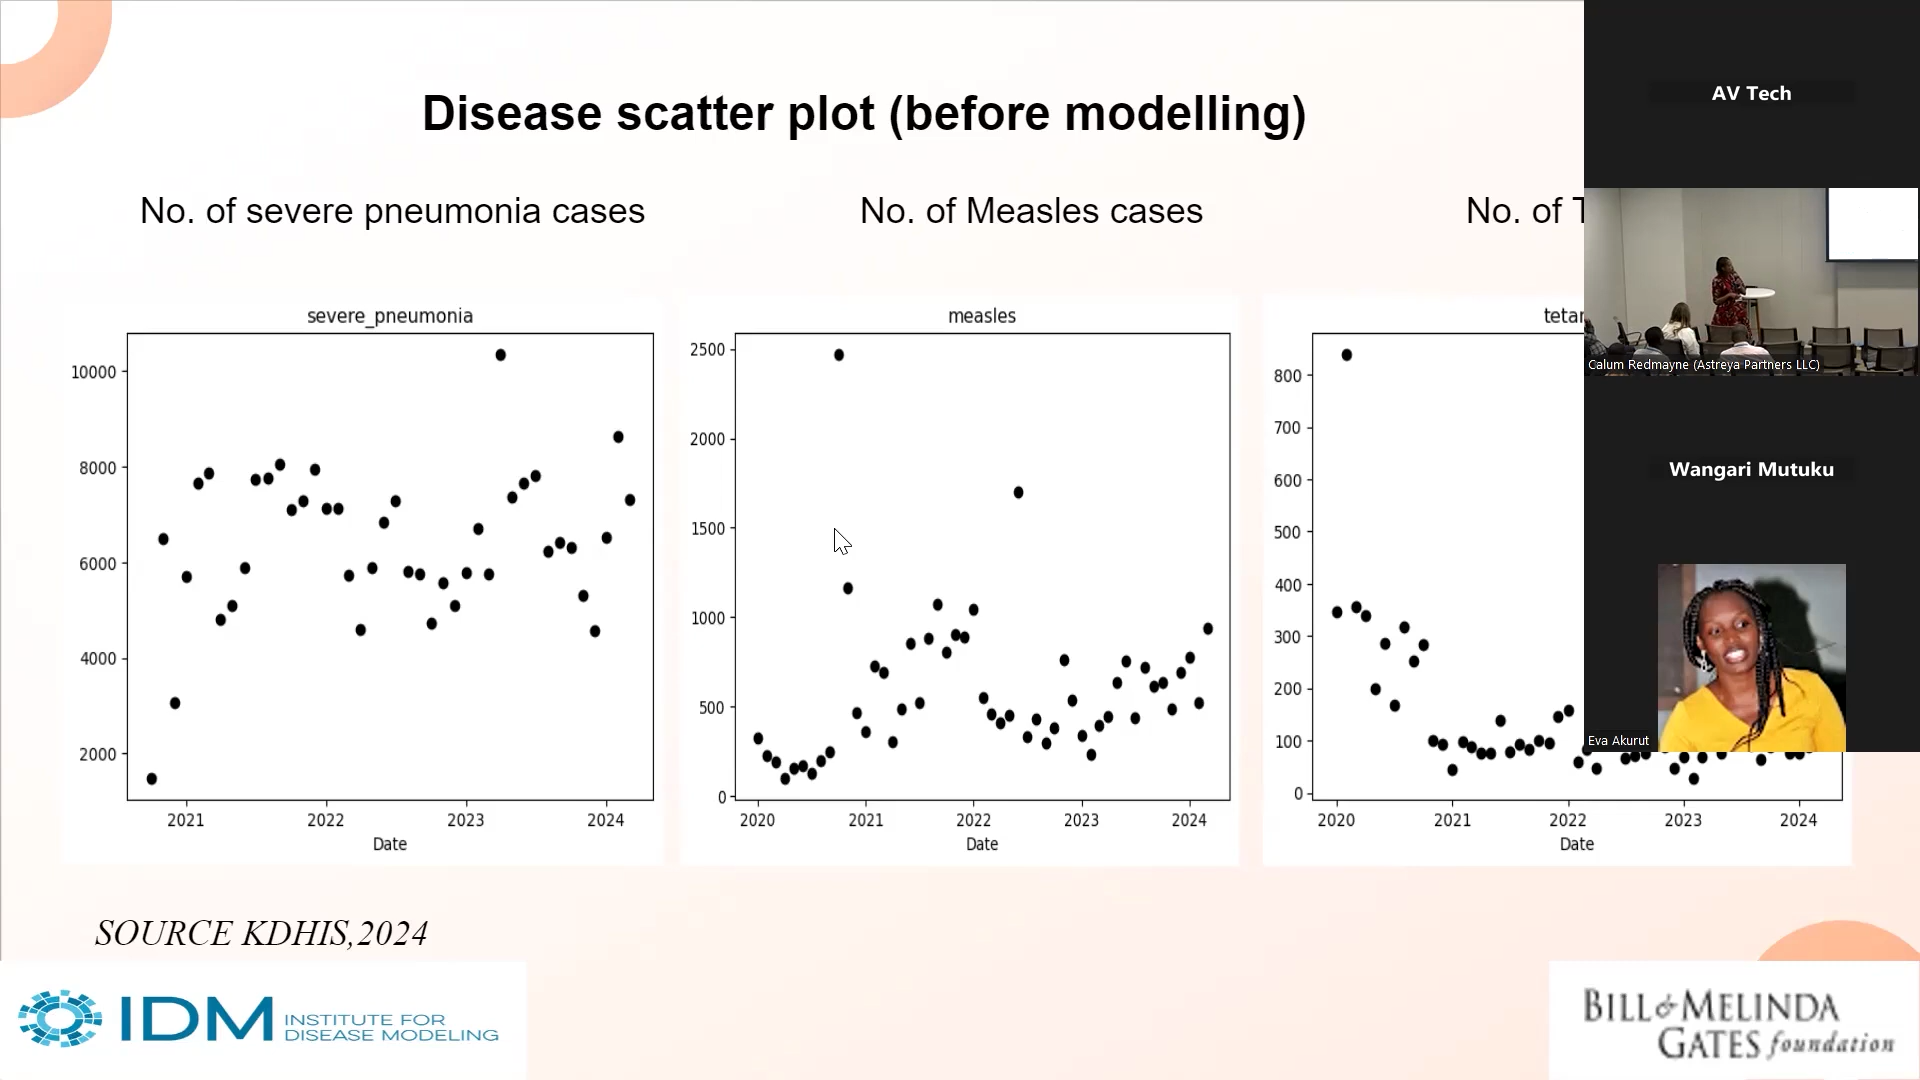 Disease scatter plot (before modelling)
No. of severe pneumonia cases
No. of Measles cases
No. of T
severe_pneumonia
10000
8000
6000
4000
2000
2021 2022 2023 2024
Date
measles
2500
2000
1500
1000
500
0
2020 2021 2022 2023 2024
Date
tetan
800
700
600
500
400
300
200
100
0
2020 2021 2022 2023 2024
Date
AV Tech
Calum Redmayne (Astreya Partners LLC)
Wangari Mutuku
Eva Akurut
SOURCE KDHIS,2024
IDM INSTITUTE FOR
DISEASE MODELING
BILL & MELINDA
GATES foundation